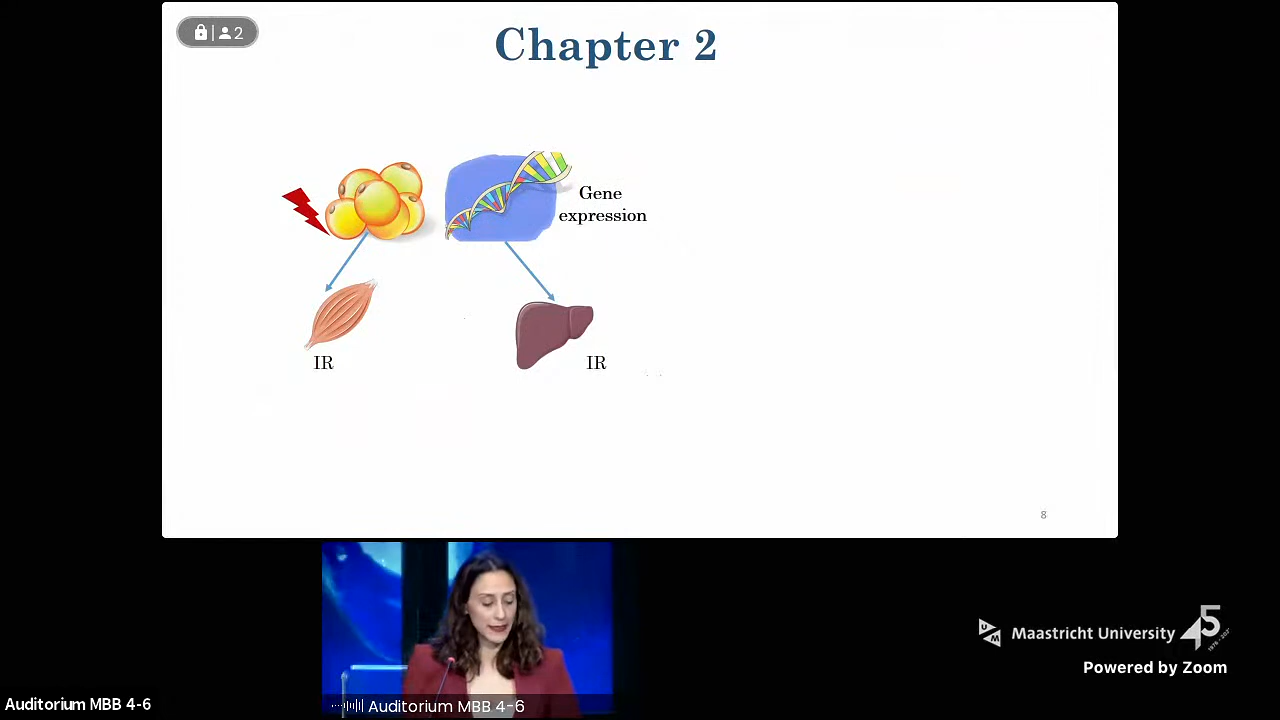 2
Chapter 2
Gene
expression
IR
IR
8
Maastricht University
Powered by Zoom
Auditorium MBB 4-6
Auditorium MBB 4-6